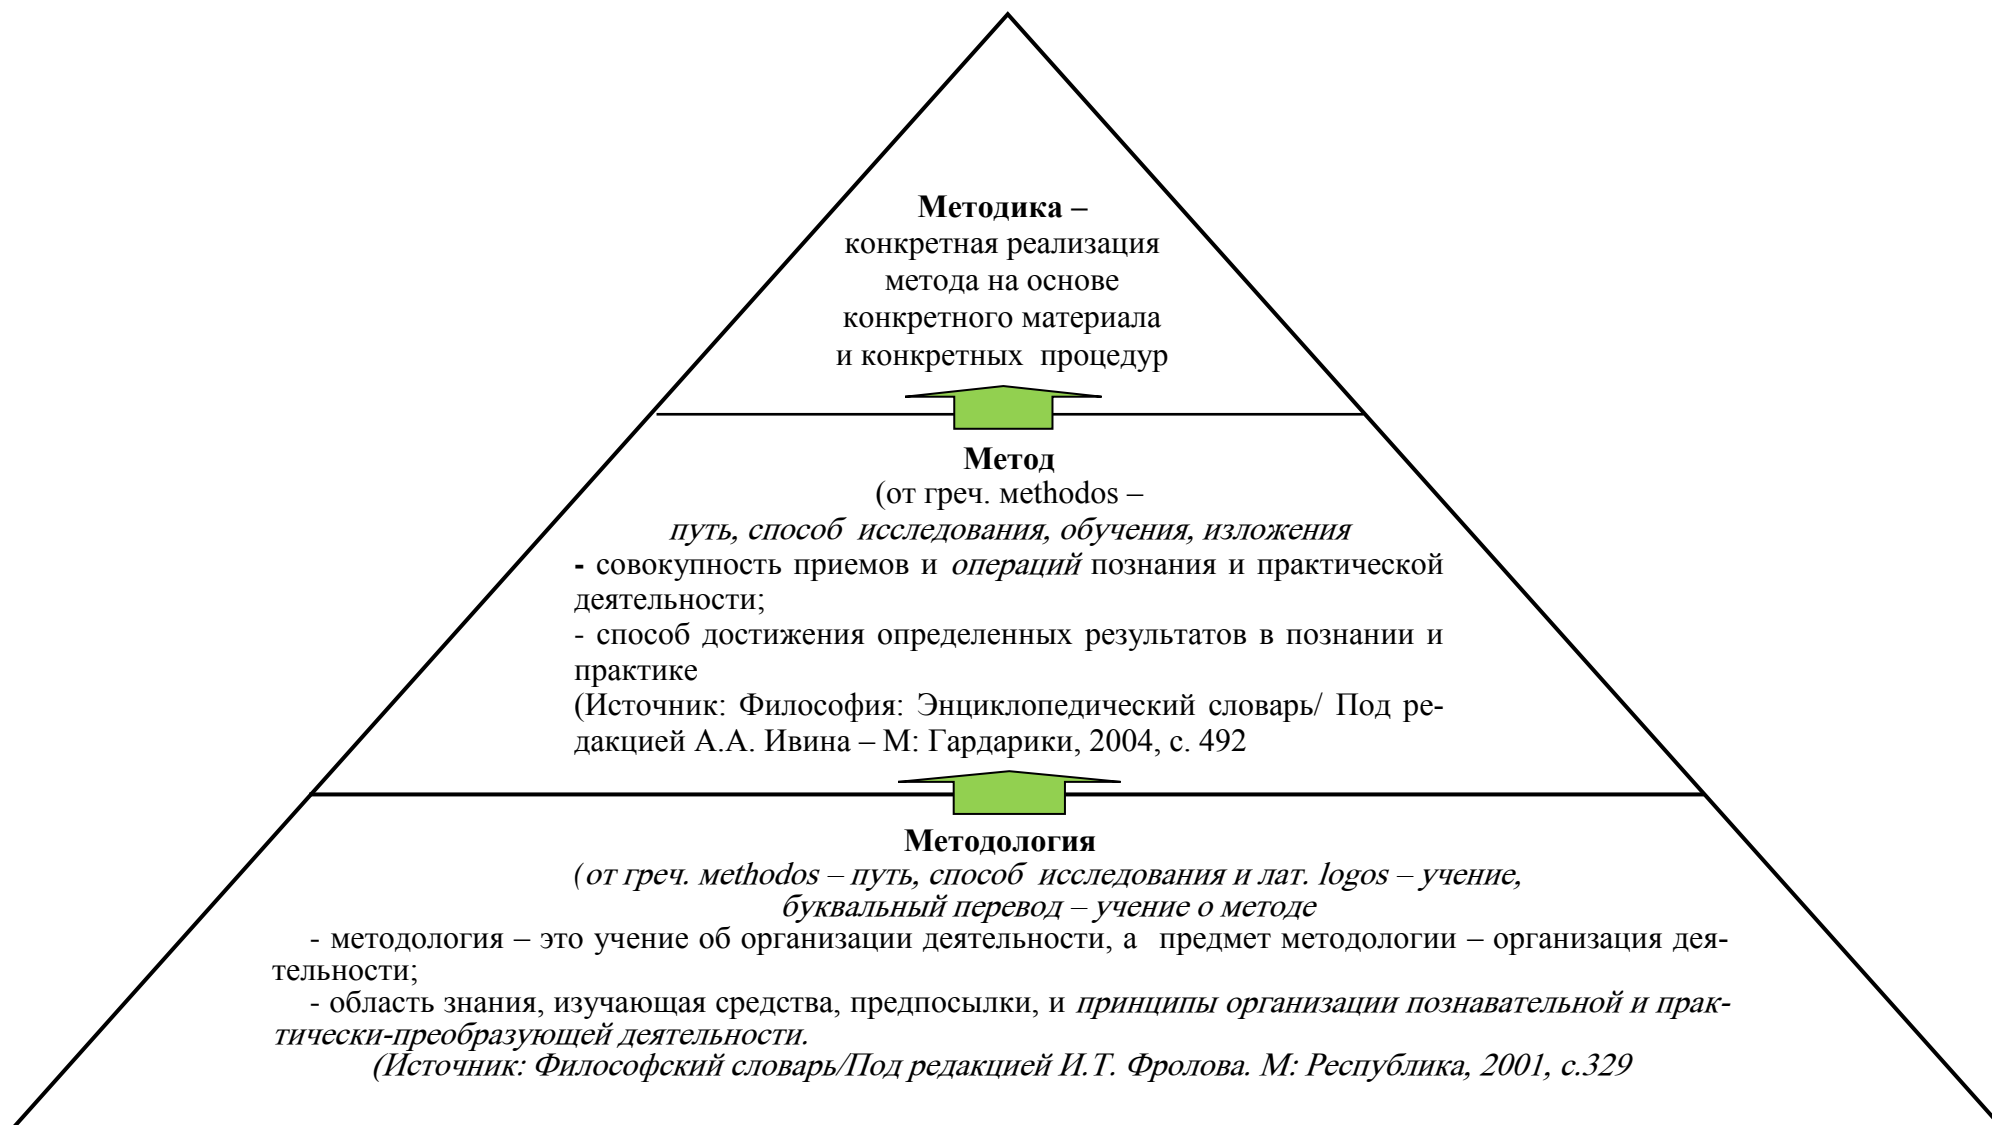 Методика –
конкретная реализация
метода на основе
конкретного материала
и конкретных процедур
Метод
(от греч. меthodos –
путь, способ исследования, обучения, изложения
- совокупность приемов и операций познания и практической
деятельности;
- способ достижения определенных результатов в познании и
практике
(Источник: Философия: Энциклопедический словарь/ Под ре-
дакцией А.А. Ивина – М: Гардарики, 2004, с. 492
Методология
(от греч. меthodos – путь, способ исследования и лат. logos – учение,
буквальный перевод – учение о методе
- методология – это учение об организации деятельности, а предмет методологии – организация дея-
тельности;
- область знания, изучающая средства, предпосылки, и принципы организации познавательной и прак-
тически-преобразующей деятельности.
(Источник: Философский словарь/Под редакцией И.Т. Фролова. М: Республика, 2001, с.329